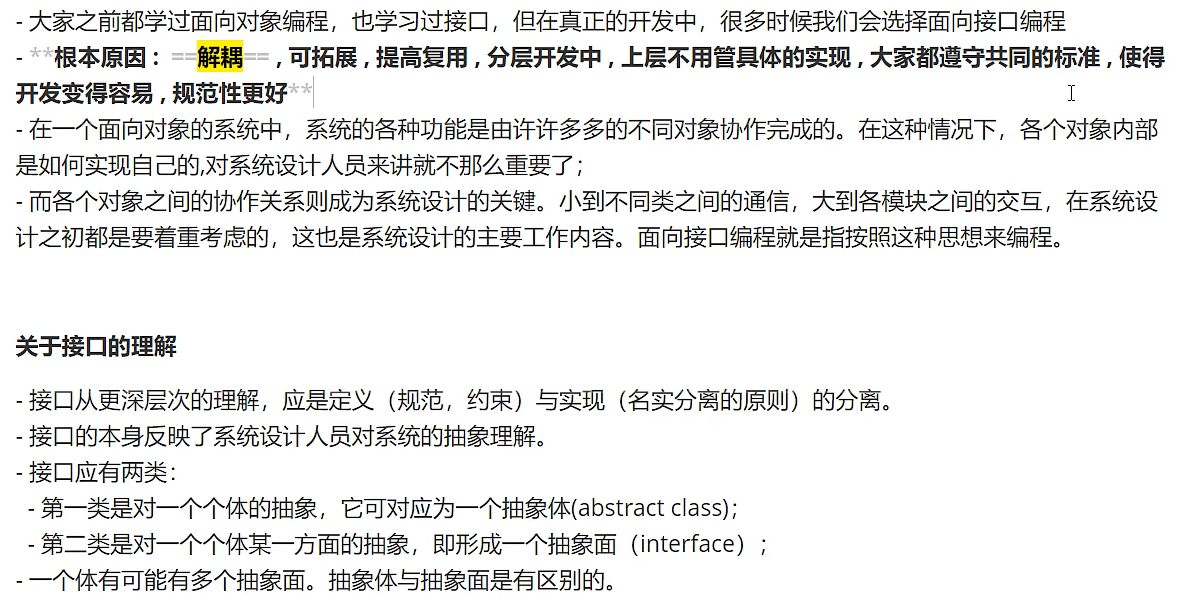 - 大家之前都学过面向对象编程，也学习过接口，但在真正的开发中，很多时候我们会选择面向接口编程
- **根本原因 : ==解耦== , 可拓展 , 提高复用 , 分层开发中 , 上层不用管具体的实现 , 大家都遵守共同的标准 , 使得
开发变得容易 , 规范性更好**
- 在一个面向对象的系统中，系统的各种功能是由许许多多的不同对象协作完成的。在这种情况下，各个对象内部
是如何实现自己的,对系统设计人员来讲就不那么重要了；
- 而各个对象之间的协作关系则成为系统设计的关键。小到不同类之间的通信，大到各模块之间的交互，在系统设
计之初都是要着重考虑的，这也是系统设计的主要工作内容。面向接口编程就是指按照这种思想来编程。
关于接口的理解
- 接口从更深层次的理解，应是定义（规范，约束）与实现（名实分离的原则）的分离。
- 接口的本身反映了系统设计人员对系统的抽象理解。
- 接口应有两类：
- 第一类是对一个个体的抽象，它可对应为一个抽象体(abstract class)；
- 第二类是对一个个体某一方面的抽象，即形成一个抽象面（interface）；
- 一个体有可能有多个抽象面。抽象体与抽象面是有区别的。